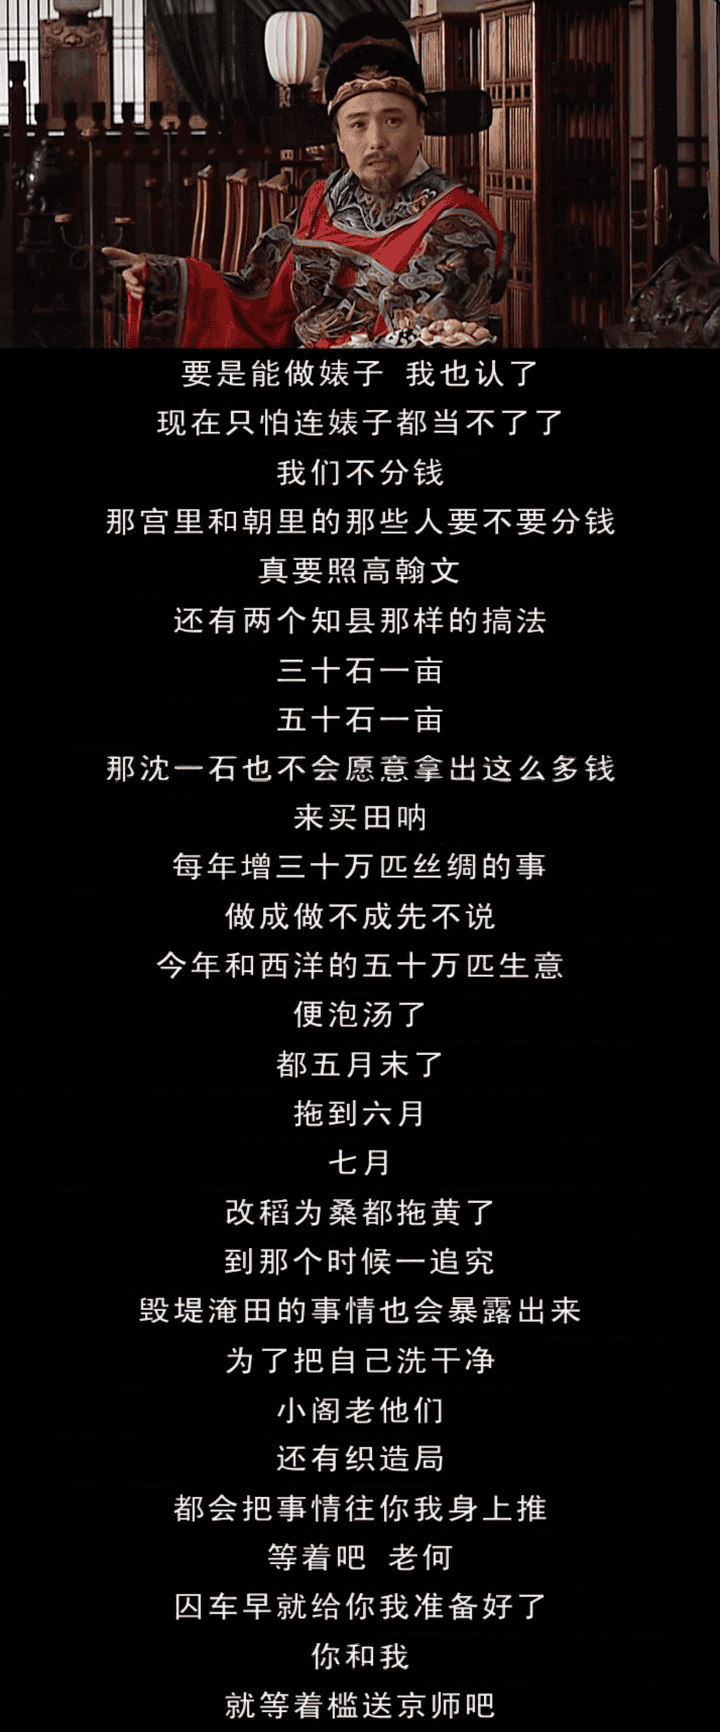 要是能做婊子 我也认了
现在只怕连婊子都当不了了
我们不分钱
那宫里和朝里的那些人要不要分钱
真要照高翰文
还有两个知县那样的搞法
三十石一亩
五十石一亩
那沈一石也不会愿意拿出这么多钱
来买田呐
每年增三十万匹丝绸的事
做成做不成先不说
今年和西洋的五十万匹生意
便泡汤了
都五月末了
拖到六月
七月
改稻为桑都拖黄了
到那个时候一追究
毁堤淹田的事情也会暴露出来
为了把自己洗干净
小阁老他们
还有织造局
都会把事情往你我身上推
等着吧 老何
囚车早就给你我准备好了
你和我
就等着槛送京师吧